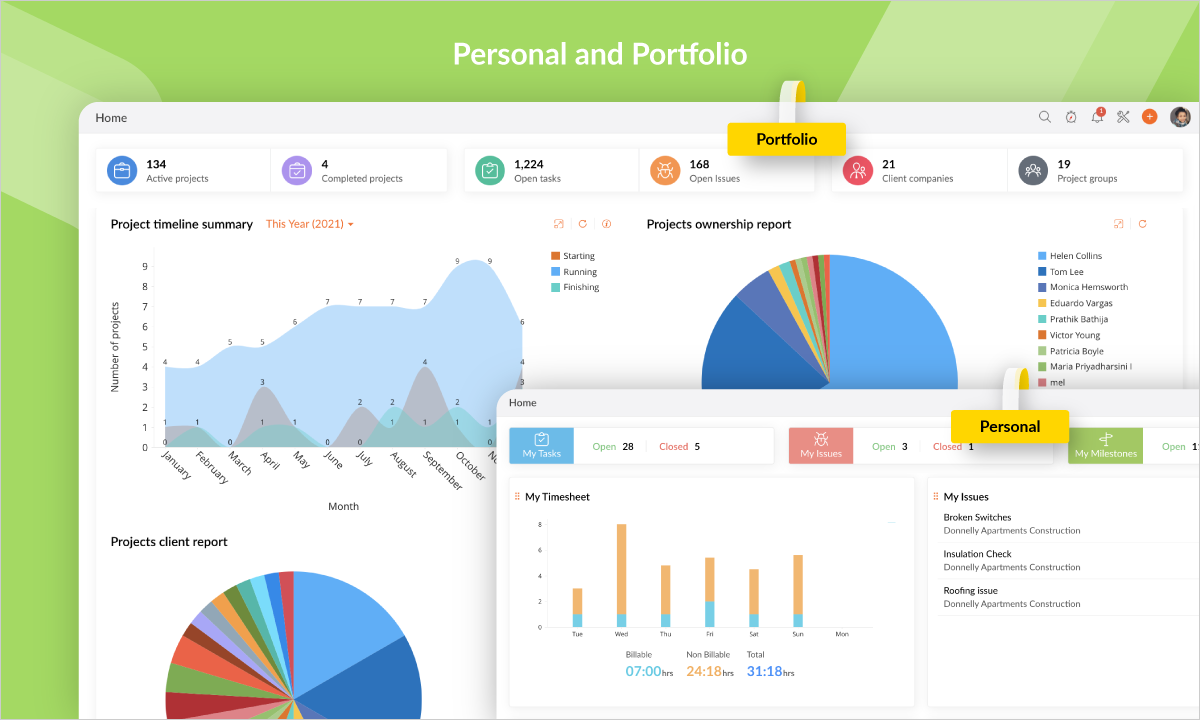 Personal and Portfolio
Portfolio
Home
1
134
Active projects
4
Completed projects
1,224
Open tasks
168
Open Issues
21
Client companies
19
Project groups
Project timeline summary
This Year (2021)
Number of projects
9
8
7
6
5
4
3
2
1
0
4 4 5 5 6 7 7 7 7 9 9 6
1 1 0 3 1 0 2 1 4 1 0 3
0 1 0 1 1 0 0 2 1 2 1 4
January
February
March
April
May
June
July
August
September
October
Month
Starting
Running
Finishing
Projects ownership report
Helen Collins
Tom Lee
Monica Hemsworth
Eduardo Vargas
Prathik Bathija
Victor Young
Patricia Boyle
Maria Priyadharsini
mel
Projects client report
Personal
Home
My Tasks
Open 28
Closed 5
My Issues
Open 3
Closed 1
My Milestones
Open
My Timesheet
8
6
4
2
0
Tue Wed Thu Fri Sat Sun Mon
Billable
07:00hrs
Non Billable
24:18hrs
Total
31:18hrs
My Issues
Broken Switches
Donnelly Apartments Construction
Insulation Check
Donnelly Apartments Construction
Roofing issue
Donnelly Apartments Construction